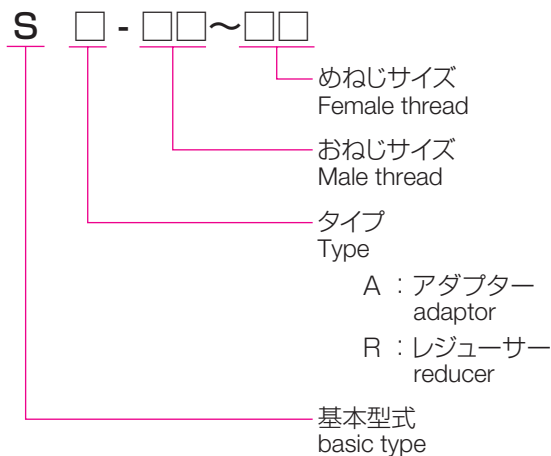 S □ - □□～□□
めねじサイズ
Female thread
おねじサイズ
Male thread
タイプ
Type
A ：アダプター
adaptor
R ：レジューサー
reducer
基本型式
basic type